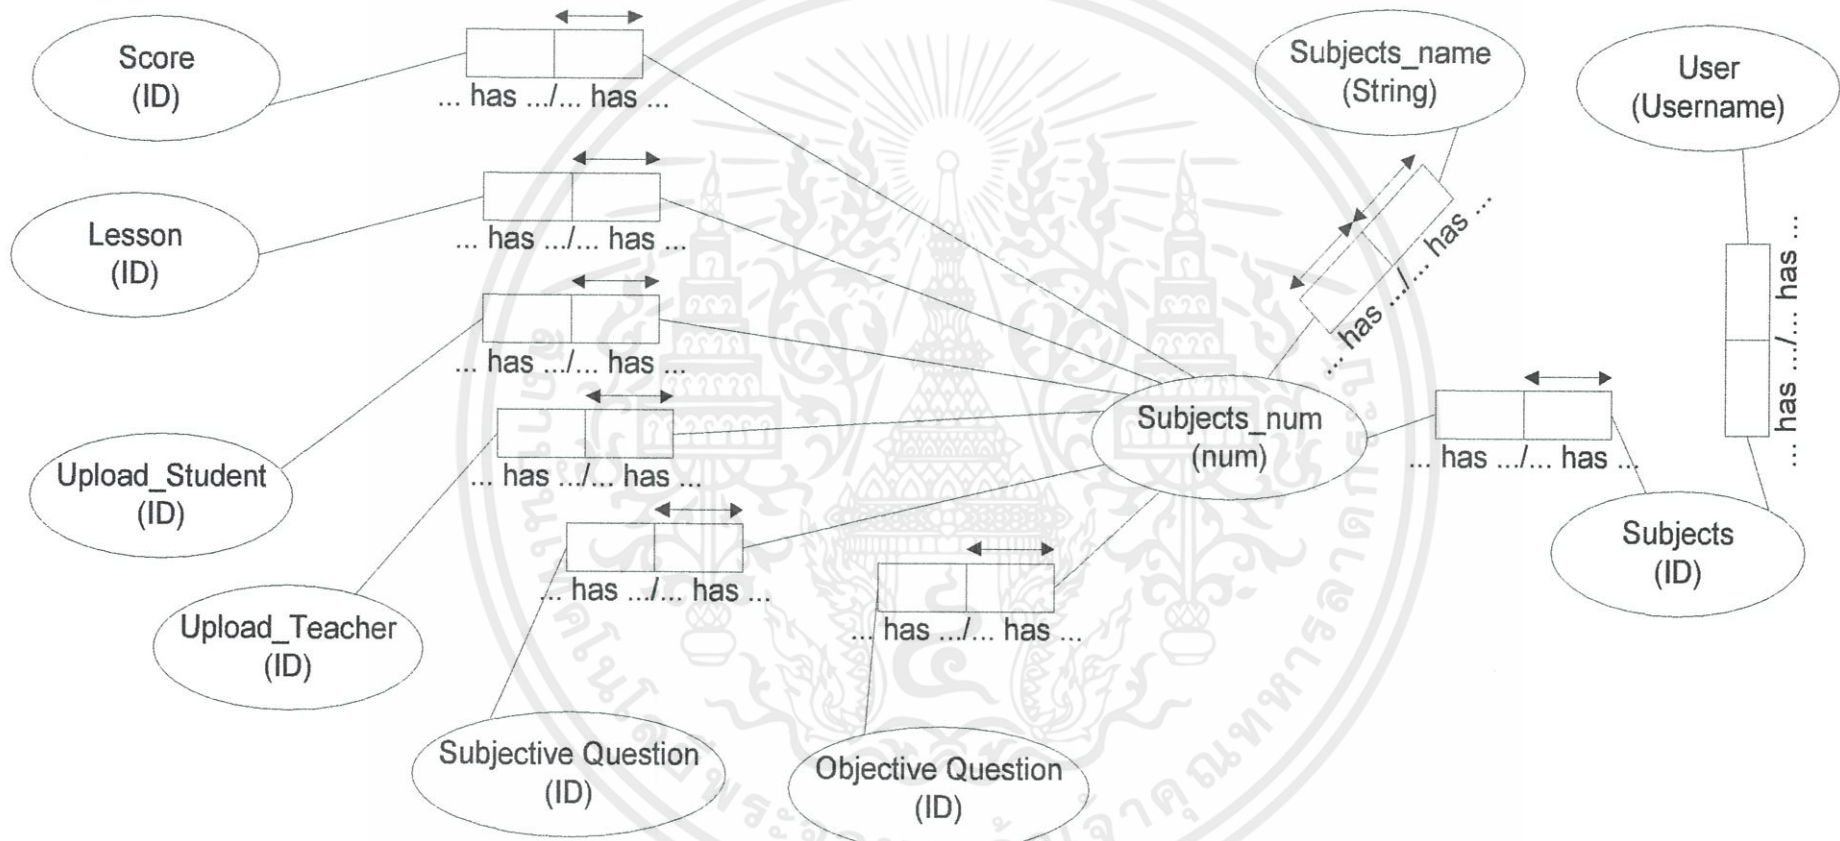 Score
(ID)
... has .../... has ...
Subjects_name
(String)
User
(Username)
Lesson
(ID)
... has .../... has ...
... has .../... has ...
... has .../... has ...
... has .../... has ...
Upload_Student
(ID)
... has .../... has ...
Subjects_num
(num)
... has .../... has ...
Subjects
(ID)
Upload_Teacher
(ID)
... has .../... has ...
... has .../... has ...
Subjective Question
(ID)
Objective Question
(ID)